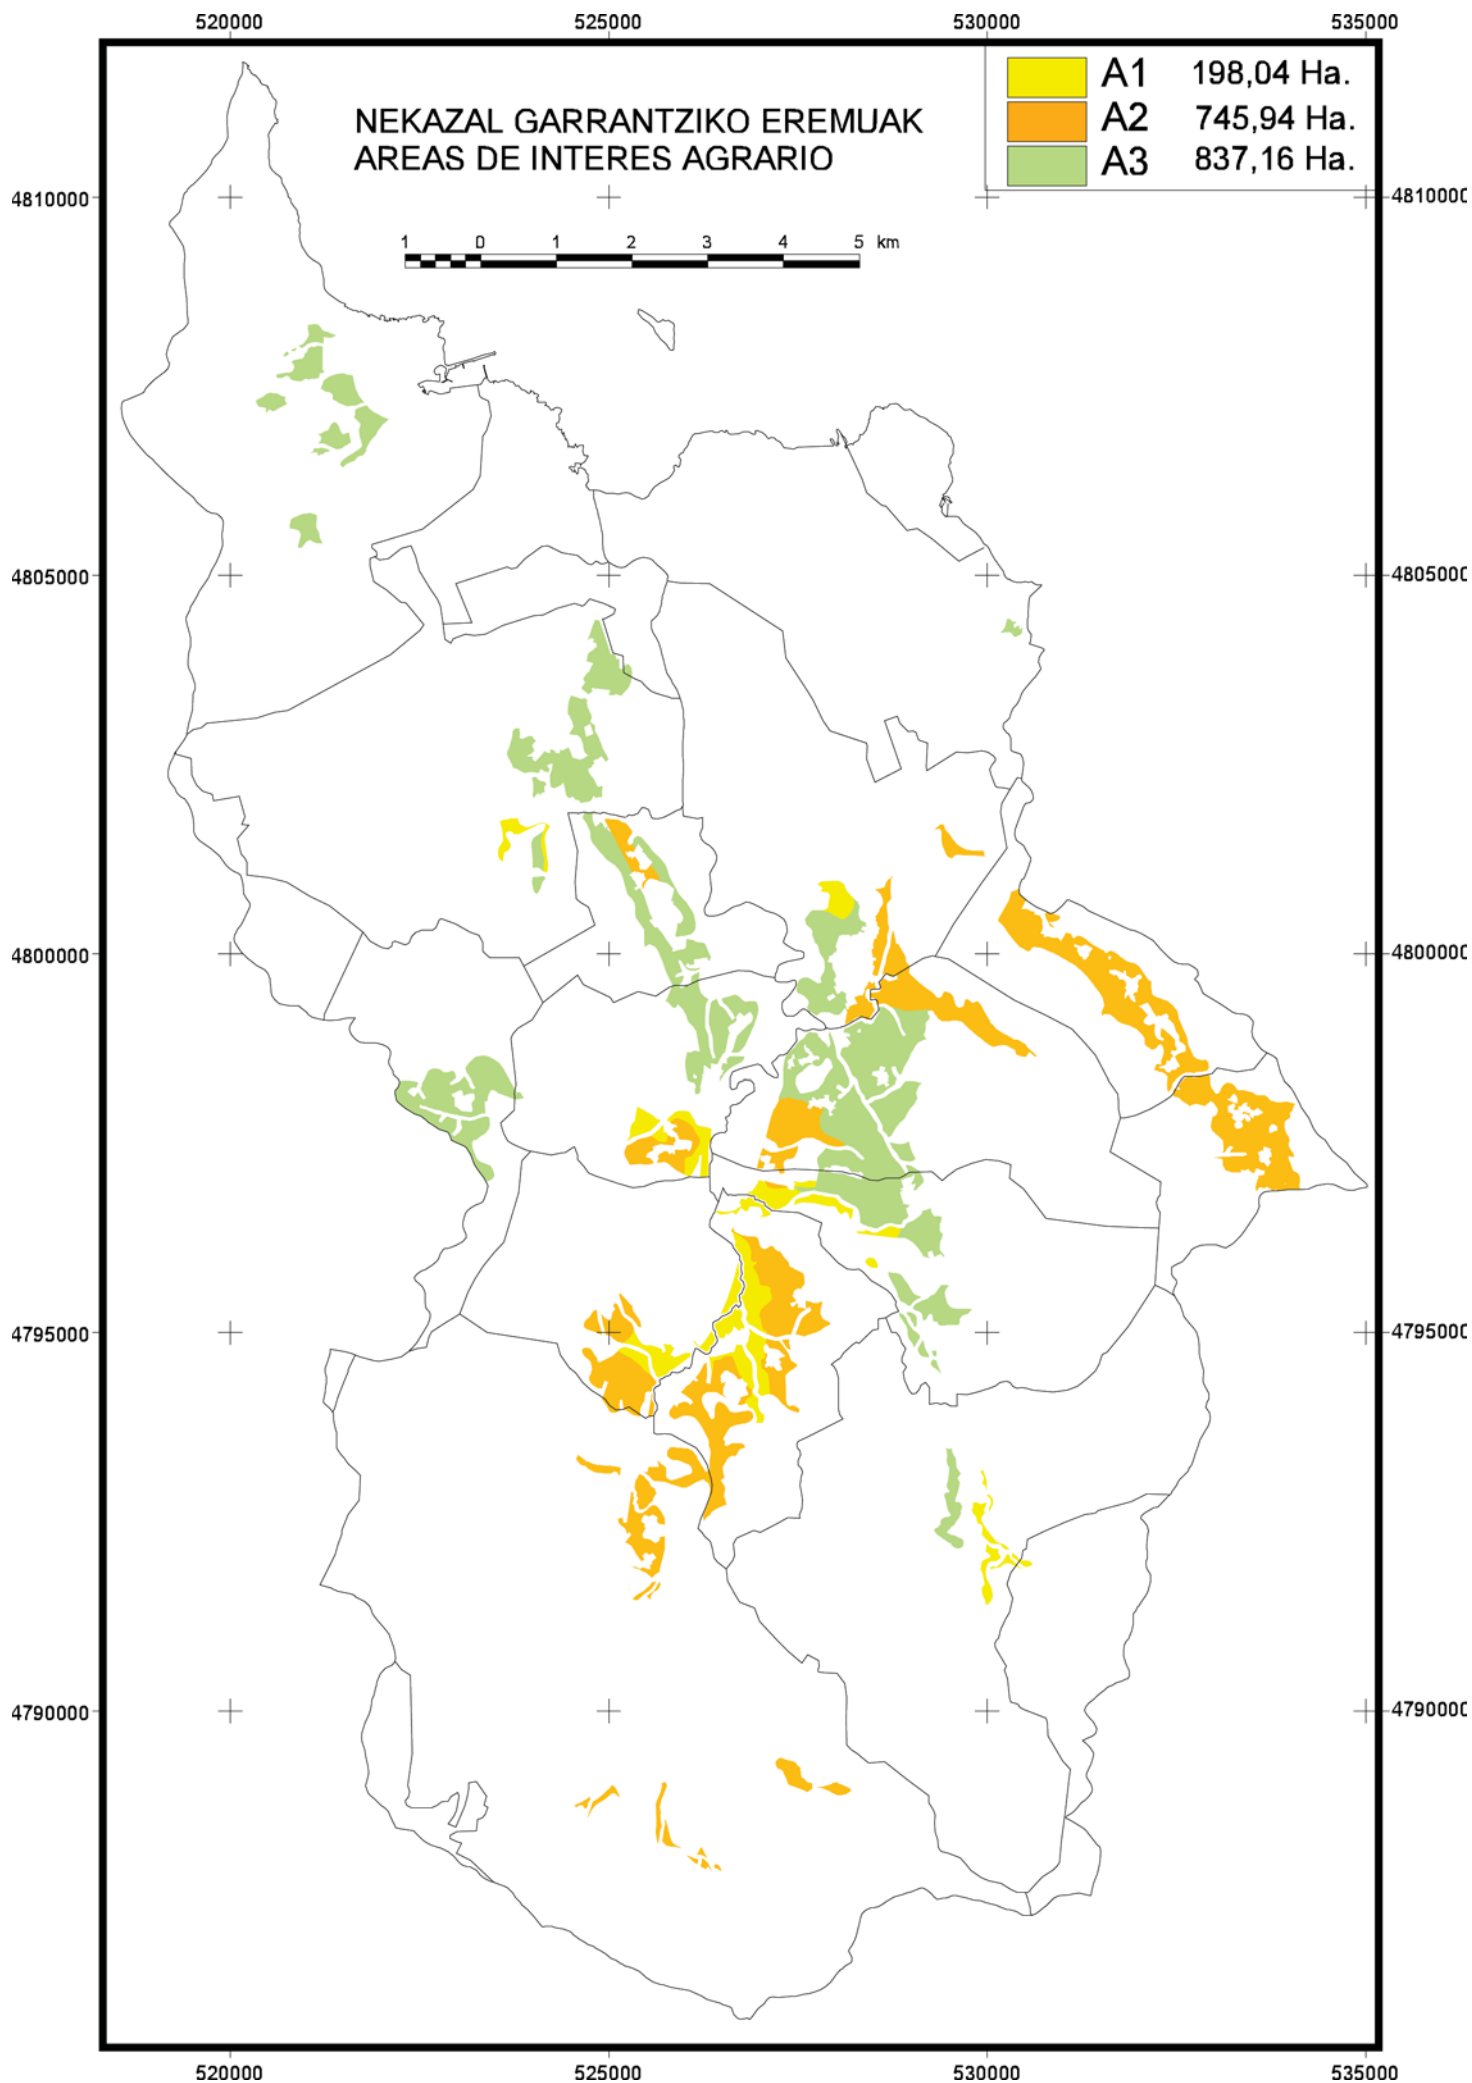 520000 525000 530000 535000
A1 198,04 Ha.
A2 745,94 Ha.
A3 837,16 Ha.
NEKAZAL GARRANTZIKO EREMUAK
AREAS DE INTERES AGRARIO
4810000 4810000
1 0 1 2 3 4 5 km
4805000 4805000
4800000 4800000
4795000 4795000
4790000 4790000
520000 525000 530000 535000